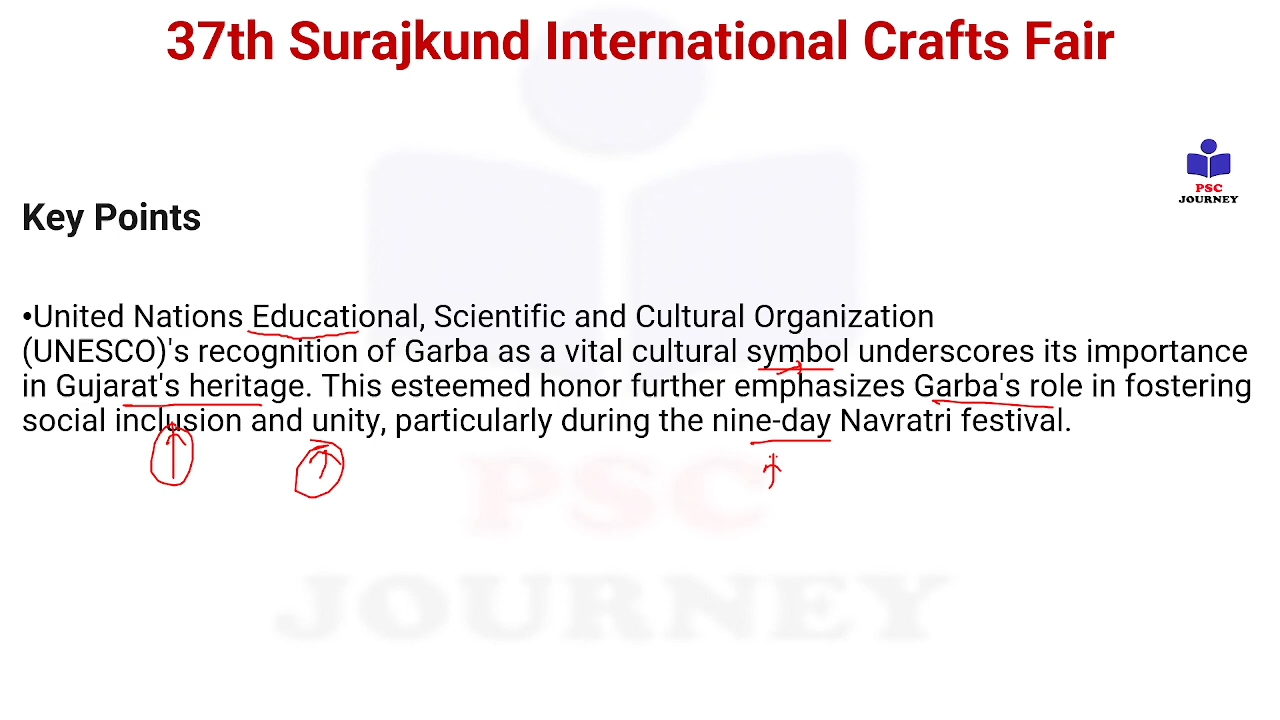 37th Surajkund International Crafts Fair
PSC
JOURNEY
Key Points
•United Nations Educational, Scientific and Cultural Organization
(UNESCO)'s recognition of Garba as a vital cultural symbol underscores its importance
in Gujarat's heritage. This esteemed honor further emphasizes Garba's role in fostering
social inclusion and unity, particularly during the nine-day Navratri festival.
PSC
JOURNEY